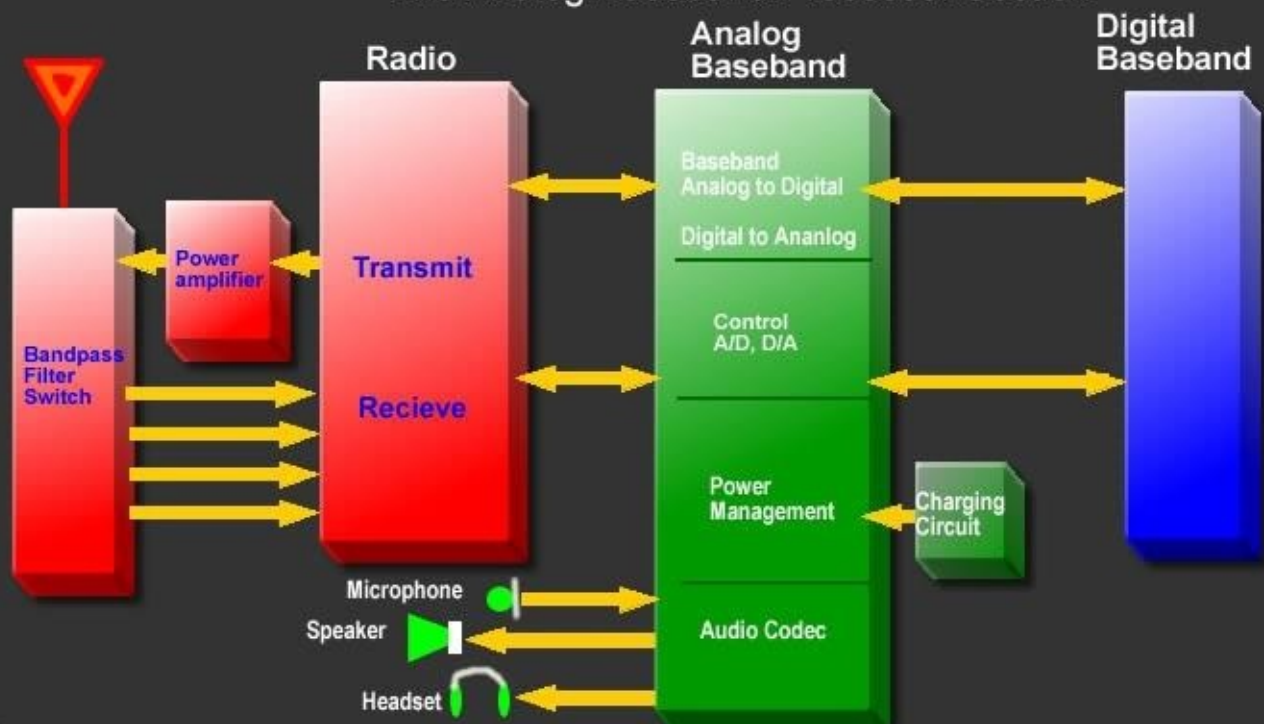 Radio
Analog
Baseband
Digital
Baseband
Baseband
Analog to Digital
Digital to Ananlog
Power
amplifier
Transmit
Bandpass
Filter
Switch
Recieve
Control
A/D, D/A
Power
Management
Charging
Circuit
Microphone
Speaker
Audio Codec
Headset